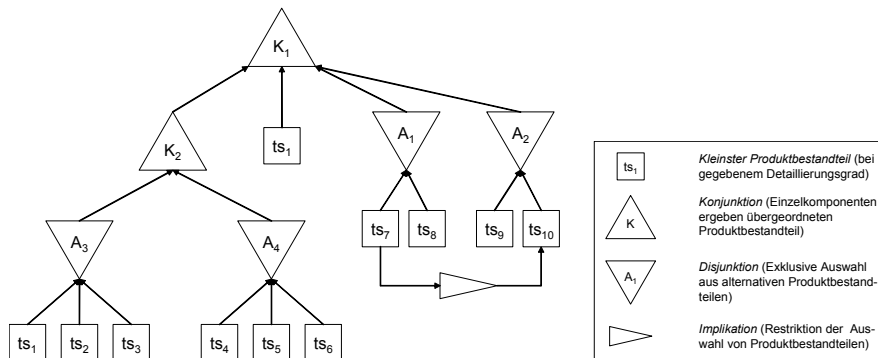 K₁
K₂
ts₁
A₁
A₂
A₃
A₄
ts₇
ts₈
ts₉
ts₁₀
ts₁
ts₂
ts₃
ts₄
ts₅
ts₆
ts₁
Kleinster Produktbestandteil (bei
gegebenem Detaillierungsgrad)
K
Konjunktion (Einzelkomponenten
ergeben übergeordneten
Produktbestandteil)
A₁
Disjunktion (Exklusive Auswahl
aus alternativen Produktbestand-
teilen)
Implikation (Restriktion der Aus-
wahl von Produktbestandteilen)